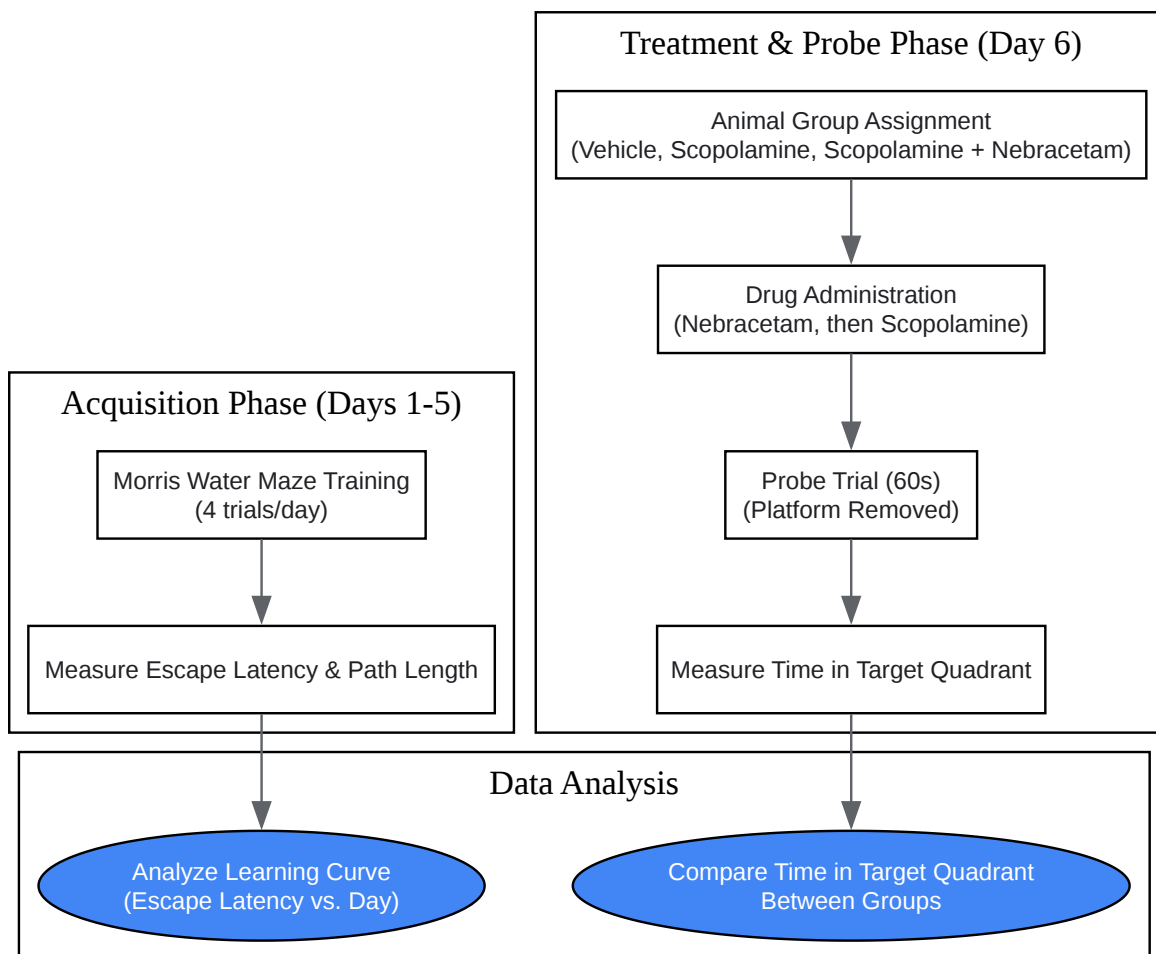 Treatment & Probe Phase (Day 6)
Animal Group Assignment
(Vehicle, Scopolamine, Scopolamine + Nebracetam)
Drug Administration
(Nebracetam, then Scopolamine)
Probe Trial (60s)
(Platform Removed)
Measure Time in Target Quadrant
Acquisition Phase (Days 1-5)
Morris Water Maze Training
(4 trials/day)
Measure Escape Latency & Path Length
Data Analysis
Analyze Learning Curve
(Escape Latency vs. Day)
Compare Time in Target Quadrant
Between Groups